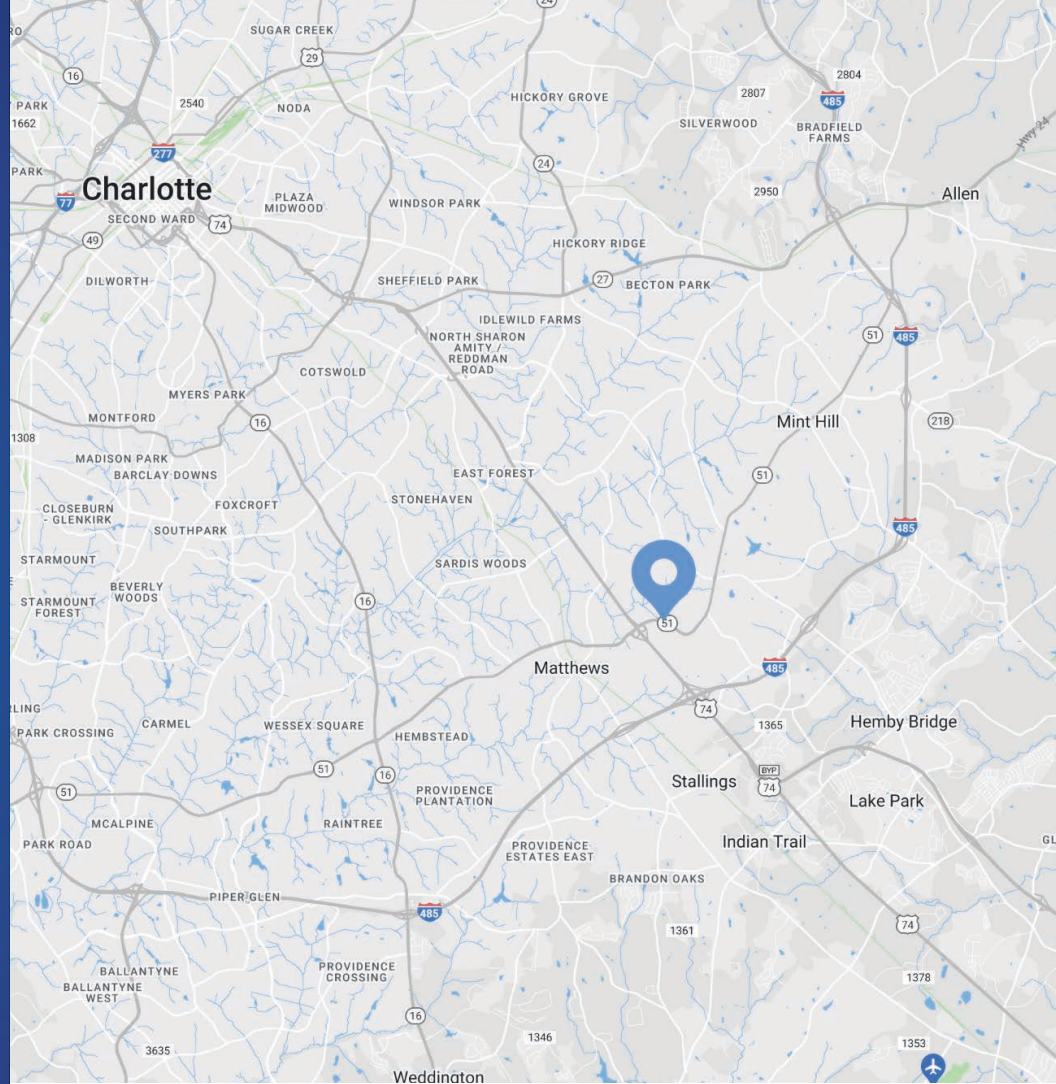 24
SUGAR CREEK
RO
29
16
2804
2807
2540
HICKORY GROVE
485
NODA
Y PARK
1662
SILVERWOOD
BRADFIELD
FARMS
Hwy 24
277
24
PARK
Charlotte
77
2950
Allen
PLAZA
MIDWOOD
WINDSOR PARK
SECOND WARD
74
49
HICKORY RIDGE
DILWORTH
SHEFFIELD PARK
27
BECTON PARK
IDLEWILD FARMS
NORTH SHARON
AMITY /
REDDMAN
ROAD
51
485
COTSWOLD
MYERS PARK
MONTFORD
16
Mint Hill
218
1308
MADISON PARK
BARCLAY DOWNS
EAST FOREST
51
STONEHAVEN
CLOSEBURN
- GLENKIRK
FOXCROFT
SOUTHPARK
485
STARMOUNT
SARDIS WOODS
BEVERLY
WOODS
STARMOUNT
FOREST
16
51
Matthews
485
RLING
74
PARK CROSSING
CARMEL
WESSEX SQUARE
HEMBSTEAD
1365
Hemby Bridge
51
16
BYP
74
Stallings
51
PROVIDENCE
PLANTATION
Lake Park
MCALPINE
RAINTREE
PARK ROAD
Indian Trail
GL
PROVIDENCE
ESTATES EAST
BRANDON OAKS
PIPER GLEN
485
74
1361
BALLANTYNE
PROVIDENCE
CROSSING
1378
BALLANTYNE
WEST
16
1346
1353
3635
Weddington